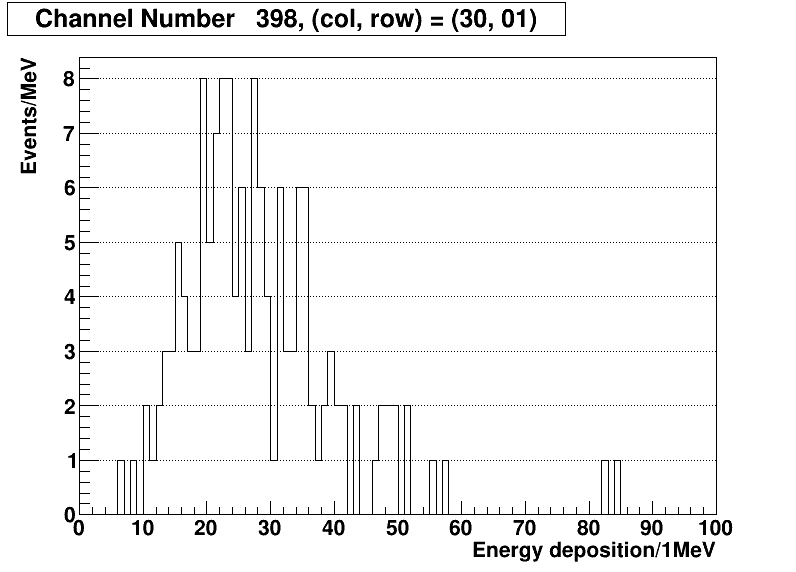 Channel Number   398, (col, row) = (30, 01)
Events/MeV
8
7
6
5
4
3
2
1
0
0 10 20 30 40 50 60 70 80 90 100
Energy deposition/1MeV